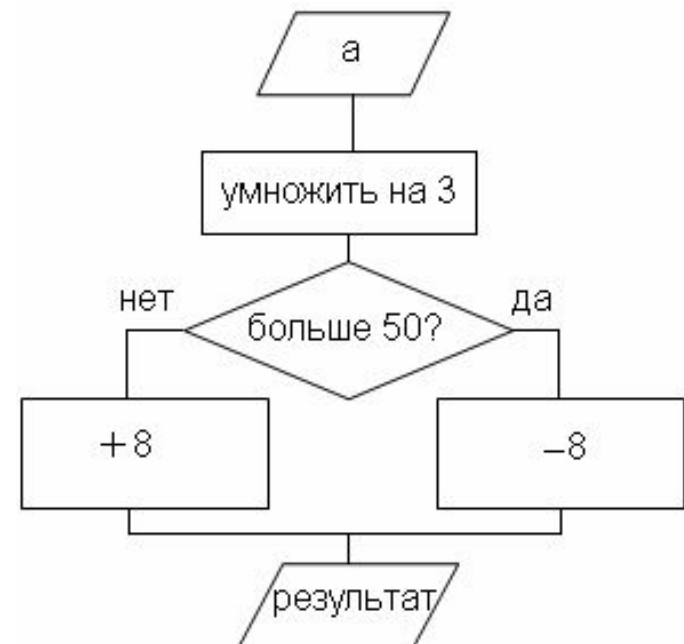 а
умножить на 3
нет
да
больше 50?
+8
–8
результат